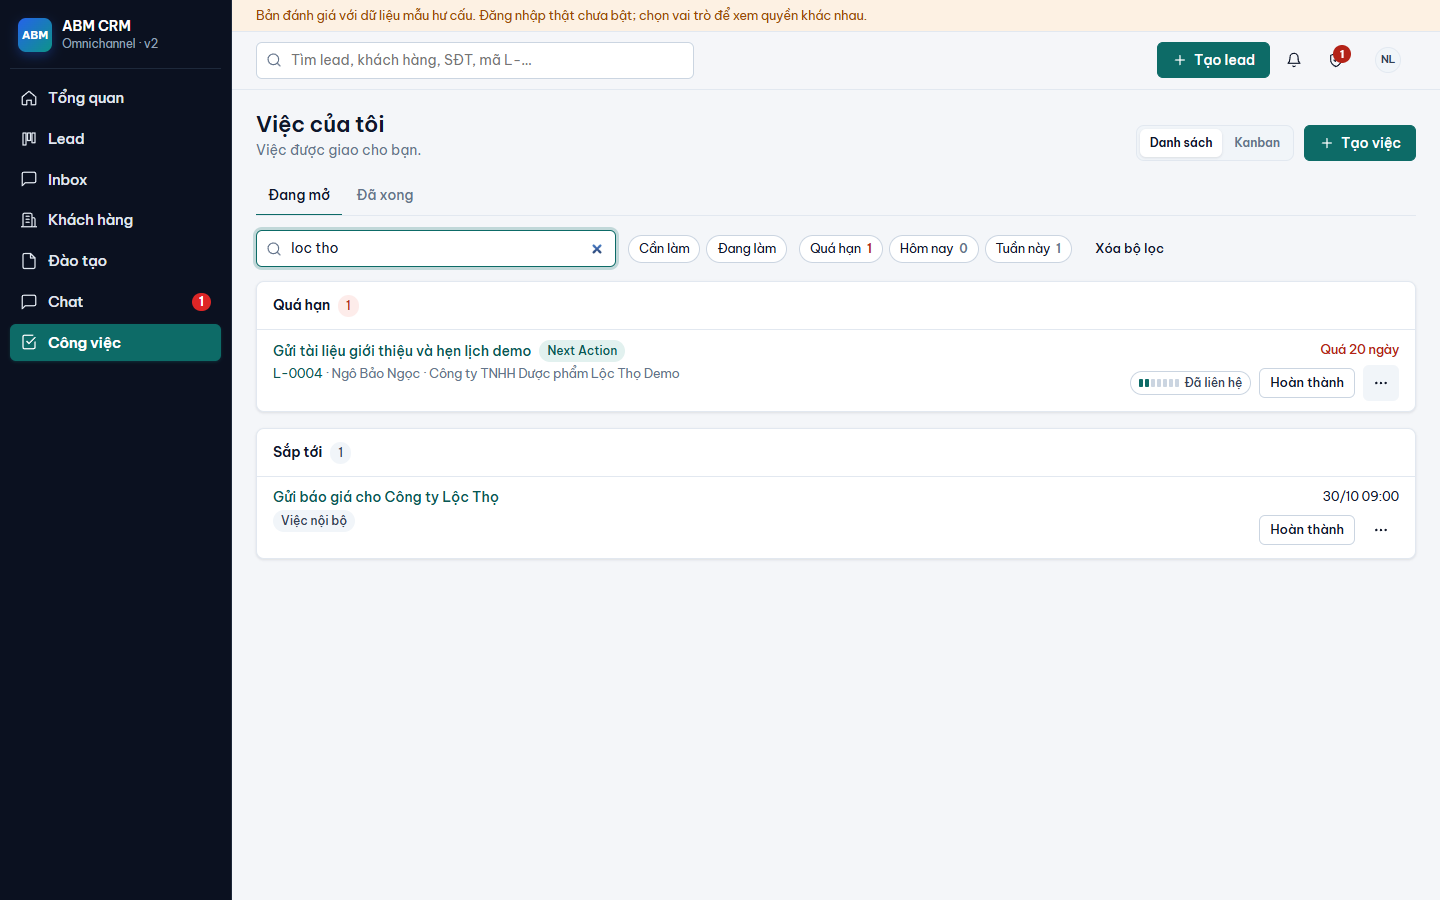 ABM
ABM CRM
Omnichannel · v2
Tổng quan
Lead
Inbox
Khách hàng
Đào tạo
Chat 1
Công việc
Bản đánh giá với dữ liệu mẫu hư cấu. Đăng nhập thật chưa bật; chọn vai trò để xem quyền khác nhau.
Tìm lead, khách hàng, SĐT, mã L-...
+ Tạo lead
1
NL
Việc của tôi
Việc được giao cho bạn.
Danh sách Kanban
+ Tạo việc
Đang mở Đã xong
loc tho
Cần làm Đang làm Quá hạn 1 Hôm nay 0 Tuần này 1 Xóa bộ lọc
Quá hạn 1
Gửi tài liệu giới thiệu và hẹn lịch demo Next Action
Quá 20 ngày
L-0004 · Ngô Bảo Ngọc · Công ty TNHH Dược phẩm Lộc Thọ Demo
Đã liên hệ Hoàn thành ...
Sắp tới 1
Gửi báo giá cho Công ty Lộc Thọ
30/10 09:00
Việc nội bộ
Hoàn thành ...